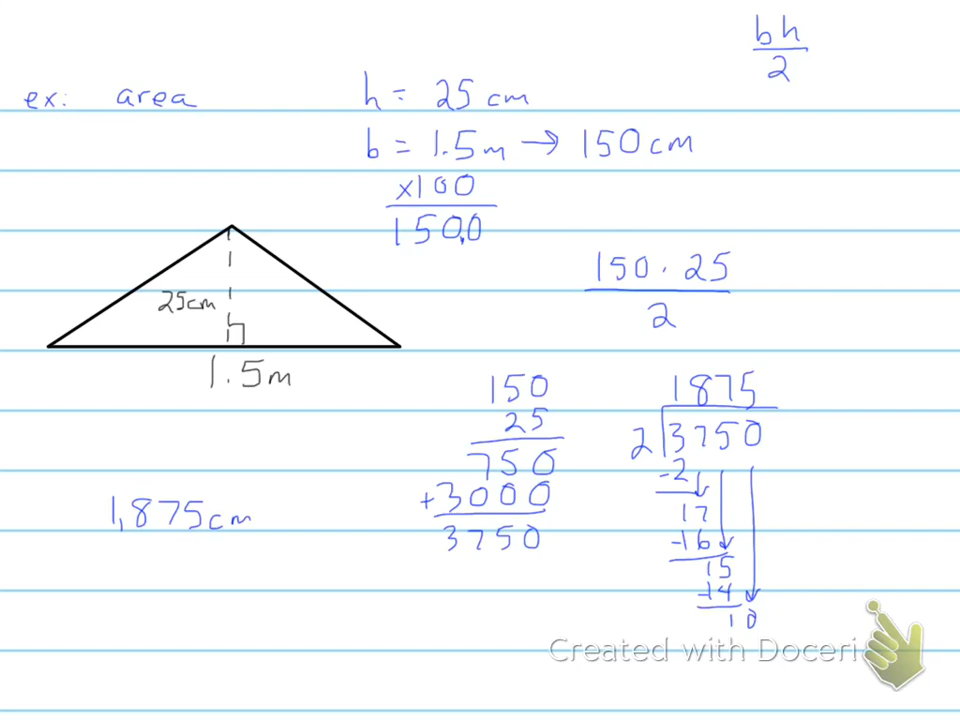 bh
2
ex: area
h = 25 cm
b = 1.5m → 150cm
x100
150,0
25cm
1.5m
150 · 25
2
150
25
750
+3000
3750
1875
2 3750
-2
17
-16
15
-14
10
1,875cm
Created with Doceri